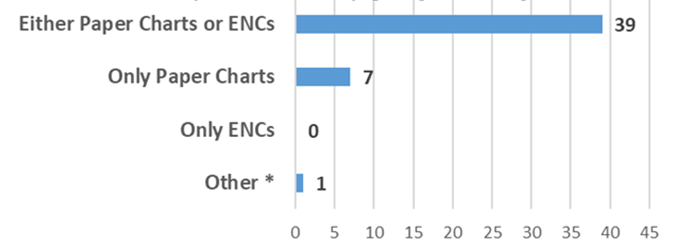 Either Paper Charts or ENCs 39
Only Paper Charts 7
Only ENCs 0
Other * 1
0 5 10 15 20 25 30 35 40 45